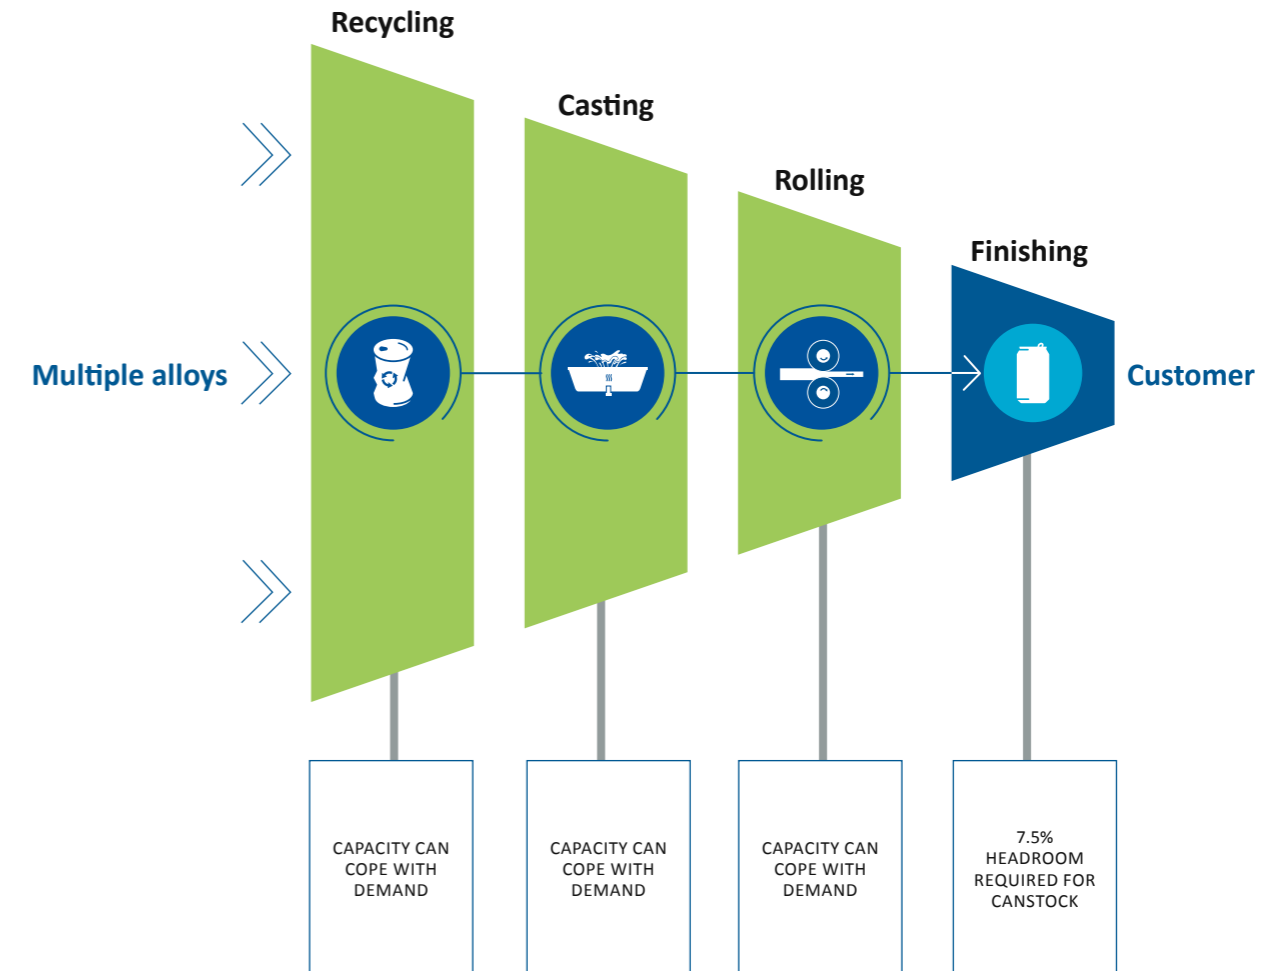 Recycling
Casting
Rolling
Finishing
Multiple alloys
Customer
CAPACITY CAN
COPE WITH
DEMAND
CAPACITY CAN
COPE WITH
DEMAND
CAPACITY CAN
COPE WITH
DEMAND
7.5%
HEADROOM
REQUIRED FOR
CANSTOCK